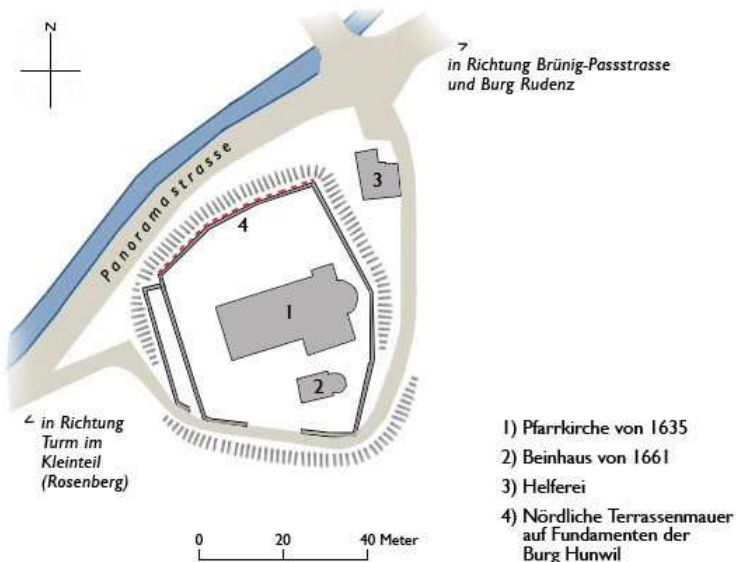 N
in Richtung Brünig-Passstrasse
und Burg Rudenz
Panoramastrasse
3
4
1
2
in Richtung
Turm im
Kleinteil
(Rosenberg)
1) Pfarrkirche von 1635
2) Beinhaus von 1661
3) Helferei
4) Nördliche Terrassenmauer
auf Fundamenten der
Burg Hunwil
0 20 40 Meter